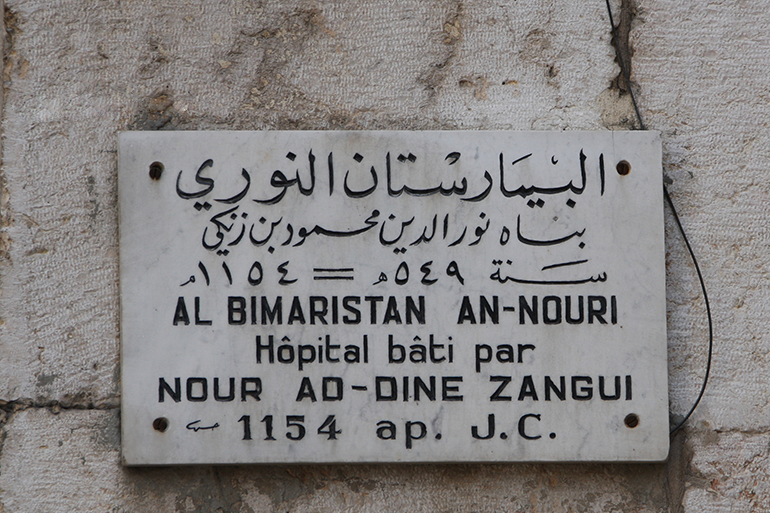 البيمارستان النوري
بناه نور الدين محمود بن زنكي
سنة ٥٤٩ هـ = ١١٥٤ م
AL BIMARISTAN AN-NOURI
Hôpital bâti par
NOUR AD-DINE ZANGUI
1154 ap. J.C.